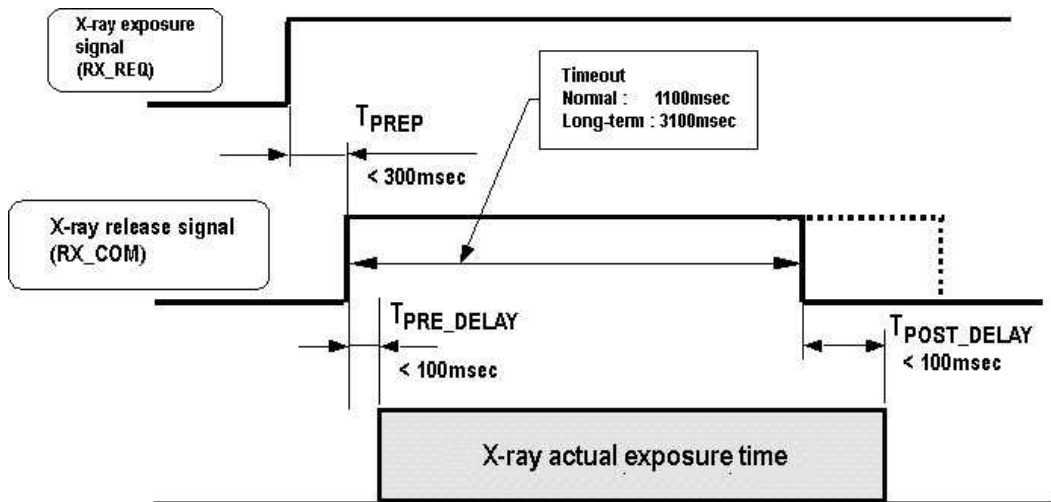 X-ray exposure
signal
(RX_REQ)
Timeout
Normal : 1100msec
Long-term : 3100msec
TPREP
< 300msec
X-ray release signal
(RX_COM)
TPRE_DELAY
< 100msec
TPOST_DELAY
< 100msec
X-ray actual exposure time